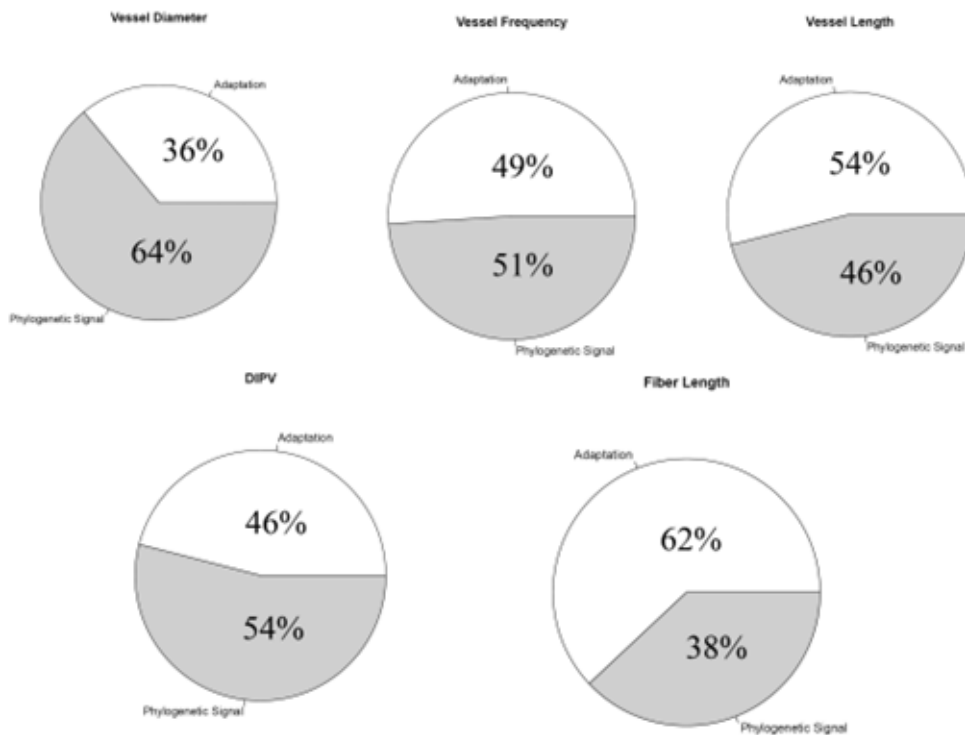 Vessel Diameter
Adaptation
36%
64%
Phylogenetic Signal
Vessel Frequency
Adaptation
49%
51%
Phylogenetic Signal
Vessel Length
Adaptation
54%
46%
Phylogenetic Signal
DIPV
Adaptation
46%
54%
Phylogenetic Signal
Fiber Length
Adaptation
62%
38%
Phylogenetic Signal